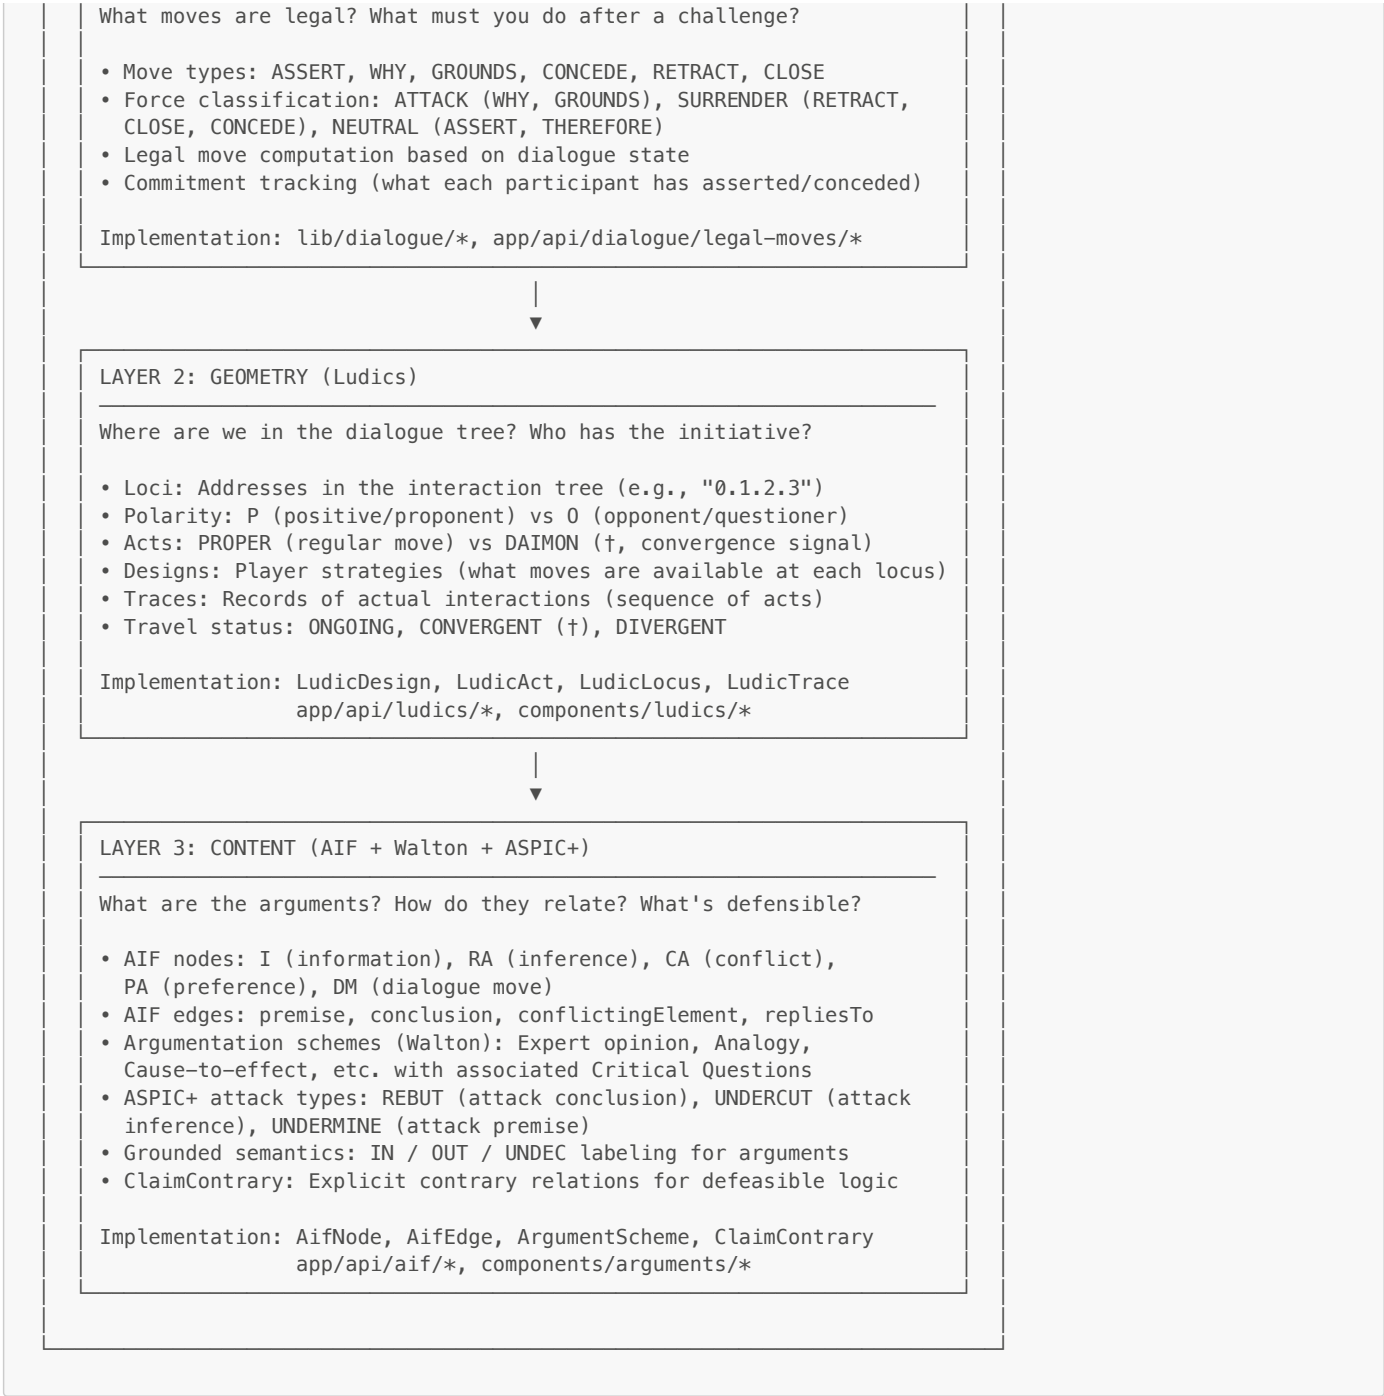 What moves are legal? What must you do after a challenge?
• Move types: ASSERT, WHY, GROUNDS, CONCEDE, RETRACT, CLOSE
• Force classification: ATTACK (WHY, GROUNDS), SURRENDER (RETRACT,
CLOSE, CONCEDE), NEUTRAL (ASSERT, THEREFORE)
• Legal move computation based on dialogue state
• Commitment tracking (what each participant has asserted/conceded)
Implementation: lib/dialogue/*, app/api/dialogue/legal-moves/*
▼
LAYER 2: GEOMETRY (Ludics)
Where are we in the dialogue tree? Who has the initiative?
• Loci: Addresses in the interaction tree (e.g., "0.1.2.3")
• Polarity: P (positive/proponent) vs O (opponent/questioner)
• Acts: PROPER (regular move) vs DAIMON (†, convergence signal)
• Designs: Player strategies (what moves are available at each locus)
• Traces: Records of actual interactions (sequence of acts)
• Travel status: ONGOING, CONVERGENT (†), DIVERGENT
Implementation: LudicDesign, LudicAct, LudicLocus, LudicTrace
app/api/ludics/*, components/ludics/*
▼
LAYER 3: CONTENT (AIF + Walton + ASPIC+)
What are the arguments? How do they relate? What's defensible?
• AIF nodes: I (information), RA (inference), CA (conflict),
PA (preference), DM (dialogue move)
• AIF edges: premise, conclusion, conflictingElement, repliesTo
• Argumentation schemes (Walton): Expert opinion, Analogy,
Cause-to-effect, etc. with associated Critical Questions
• ASPIC+ attack types: REBUT (attack conclusion), UNDERCUT (attack
inference), UNDERMINE (attack premise)
• Grounded semantics: IN / OUT / UNDEC labeling for arguments
• ClaimContrary: Explicit contrary relations for defeasible logic
Implementation: AifNode, AifEdge, ArgumentScheme, ClaimContrary
app/api/aif/*, components/arguments/*